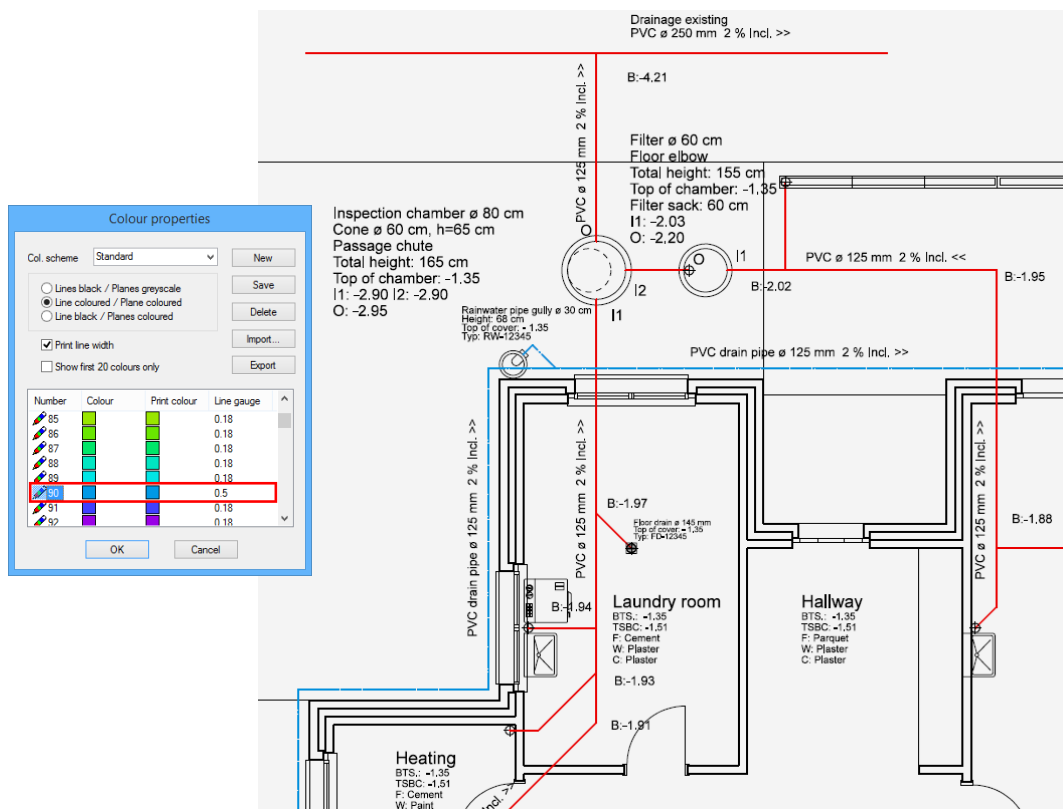 Colour properties
Col. scheme
Standard
New
Save
Delete
Import...
Export
Lines black / Planes greyscale
Line coloured / Plane coloured
Line black / Planes coloured
Print line width
Show first 20 colours only
Number Colour Print colour Line gauge
85 0.18
86 0.18
87 0.18
88 0.18
89 0.18
90 0.5
91 0.18
92 0.18
OK
Cancel
Drainage existing
PVC ø 250 mm 2 % Incl. >>
B:-4.21
PVC ø 125 mm 2 % Incl. >>
Filter ø 60 cm
Floor elbow
Total height: 155 cm
Top of chamber: -1.35
Filter sack: 60 cm
I1: -2.03
O: -2.20
Inspection chamber ø 80 cm
Cone ø 60 cm, h=65 cm
Passage chute
Total height: 165 cm
Top of chamber: -1.35
I1: -2.90 I2: -2.90
O: -2.95
O
I2
I1
O
I1
PVC ø 125 mm 2 % Incl. <<
B:-2.02
B:-1.95
Rainwater pipe gully ø 30 cm
Height: 68 cm
Top of cover: - 1.35
Typ: RW-12345
PVC drain pipe ø 125 mm 2 % Incl. >>
PVC drain pipe ø 125 mm 2 % Incl. >>
PVC ø 125 mm 2 % Incl. >>
PVC ø 125 mm 2 % Incl. >>
B:-1.97
Floor drain ø 145 mm
Top of cover: - 1,35
Typ: FD-12345
B:-1.88
B:-1.94
Laundry room
BTS.: -1,35
TSBC: -1,51
F: Cement
W: Plaster
C: Plaster
Hallway
BTS.: -1,35
TSBC: -1,51
F: Parquet
W: Plaster
C: Plaster
B:-1.93
B:-1.91
Heating
BTS.: -1,35
TSBC: -1,51
F: Cement
W: Paint
Incl. >>